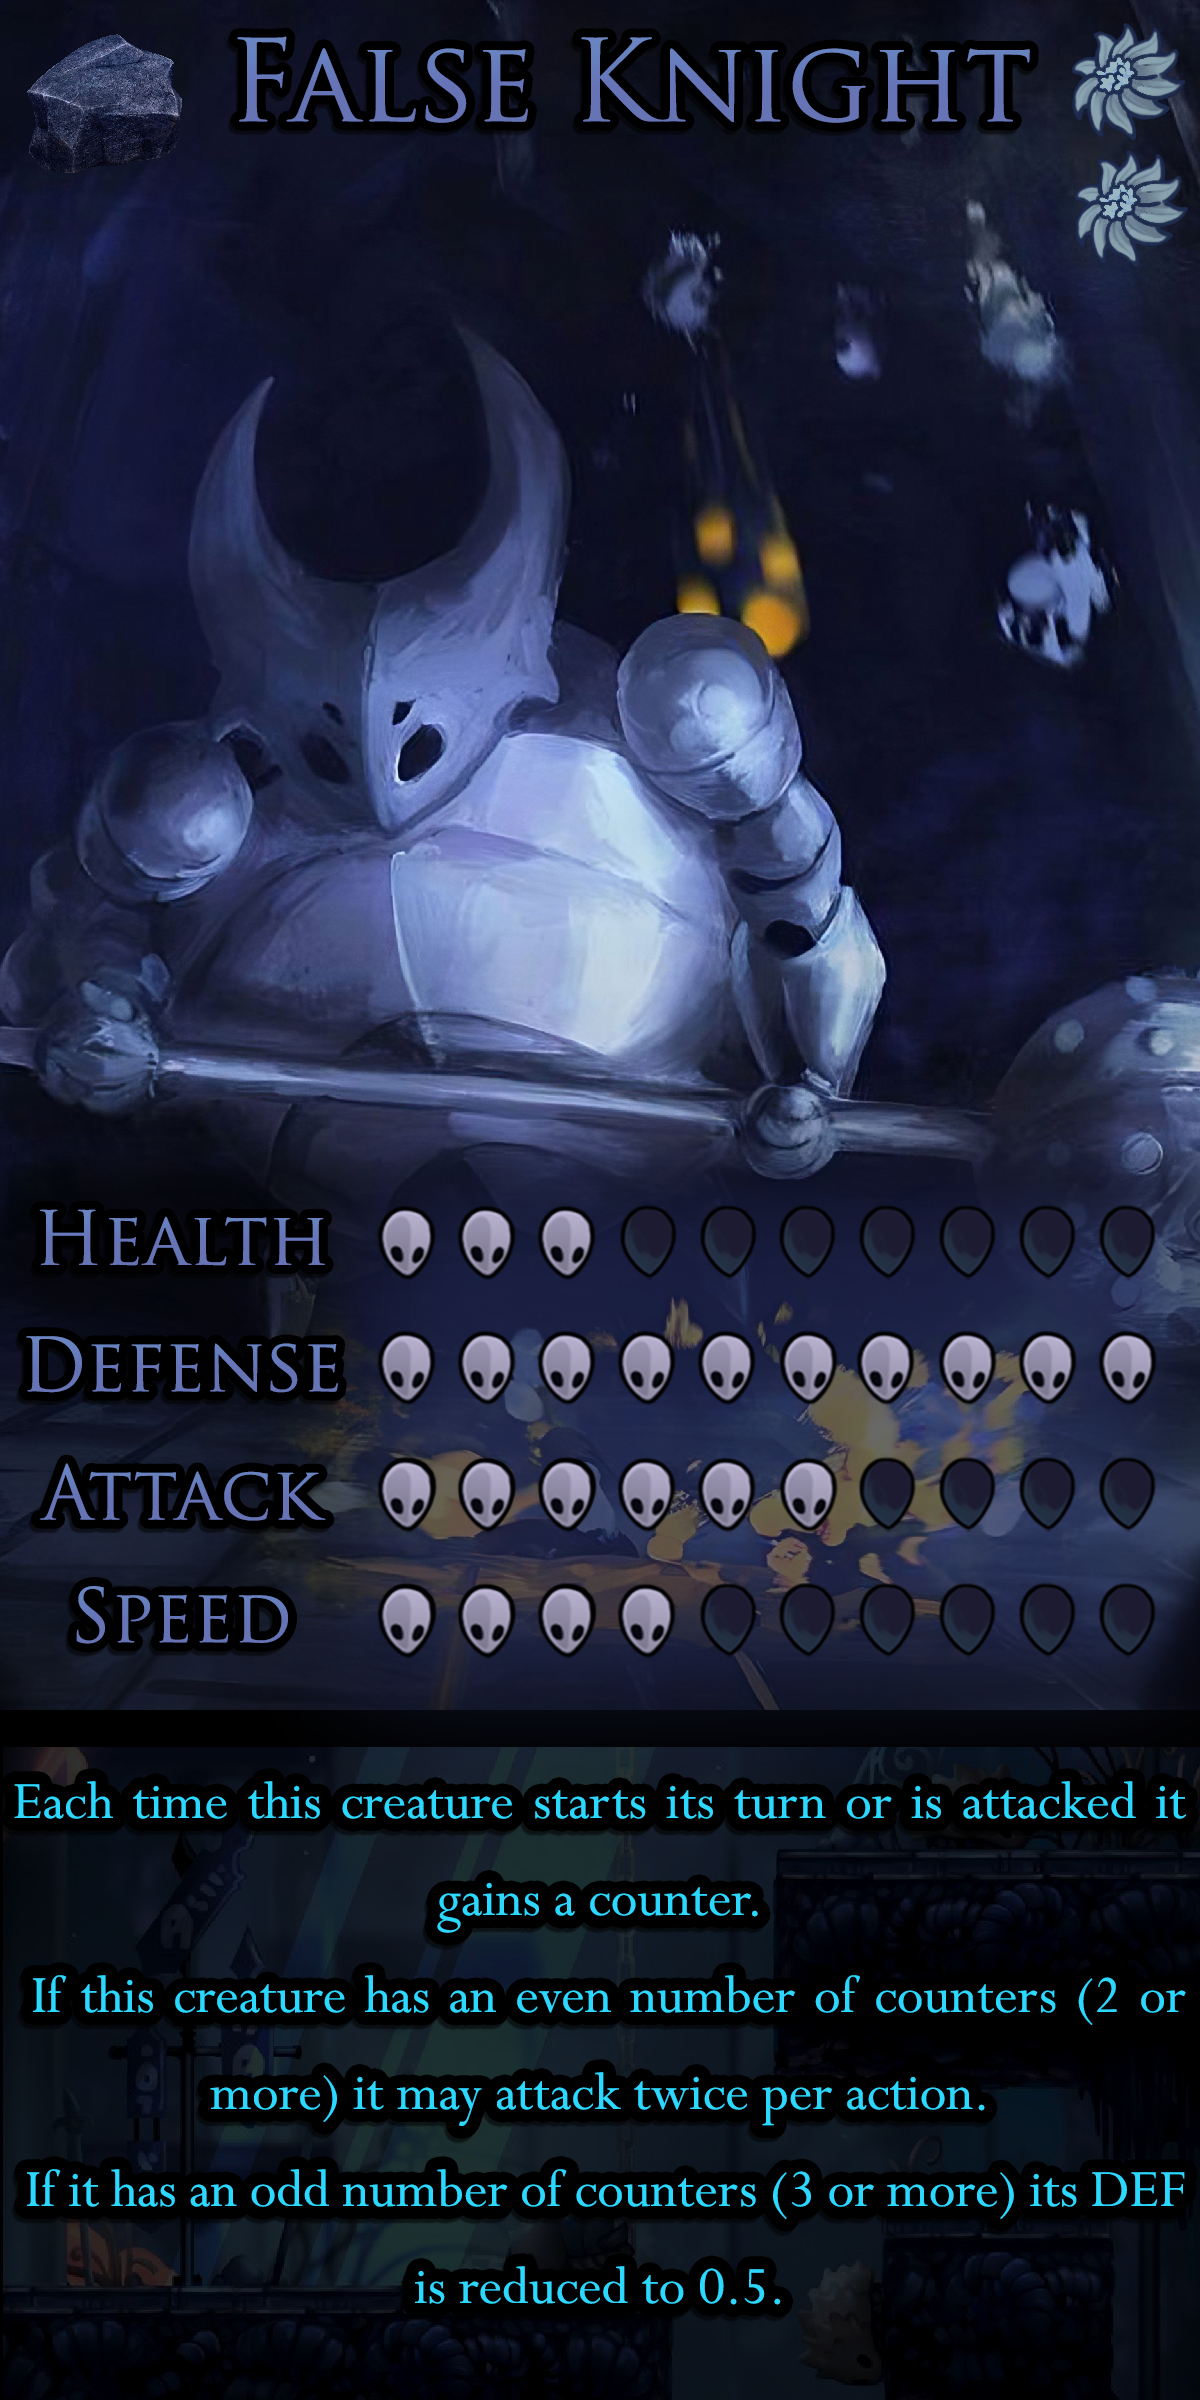 False Knight
Health
Defense
Attack
Speed
Each time this creature starts its turn or is attacked it
gains a counter.
If this creature has an even number of counters (2 or
more) it may attack twice per action.
If it has an odd number of counters (3 or more) its DEF
is reduced to 0.5.